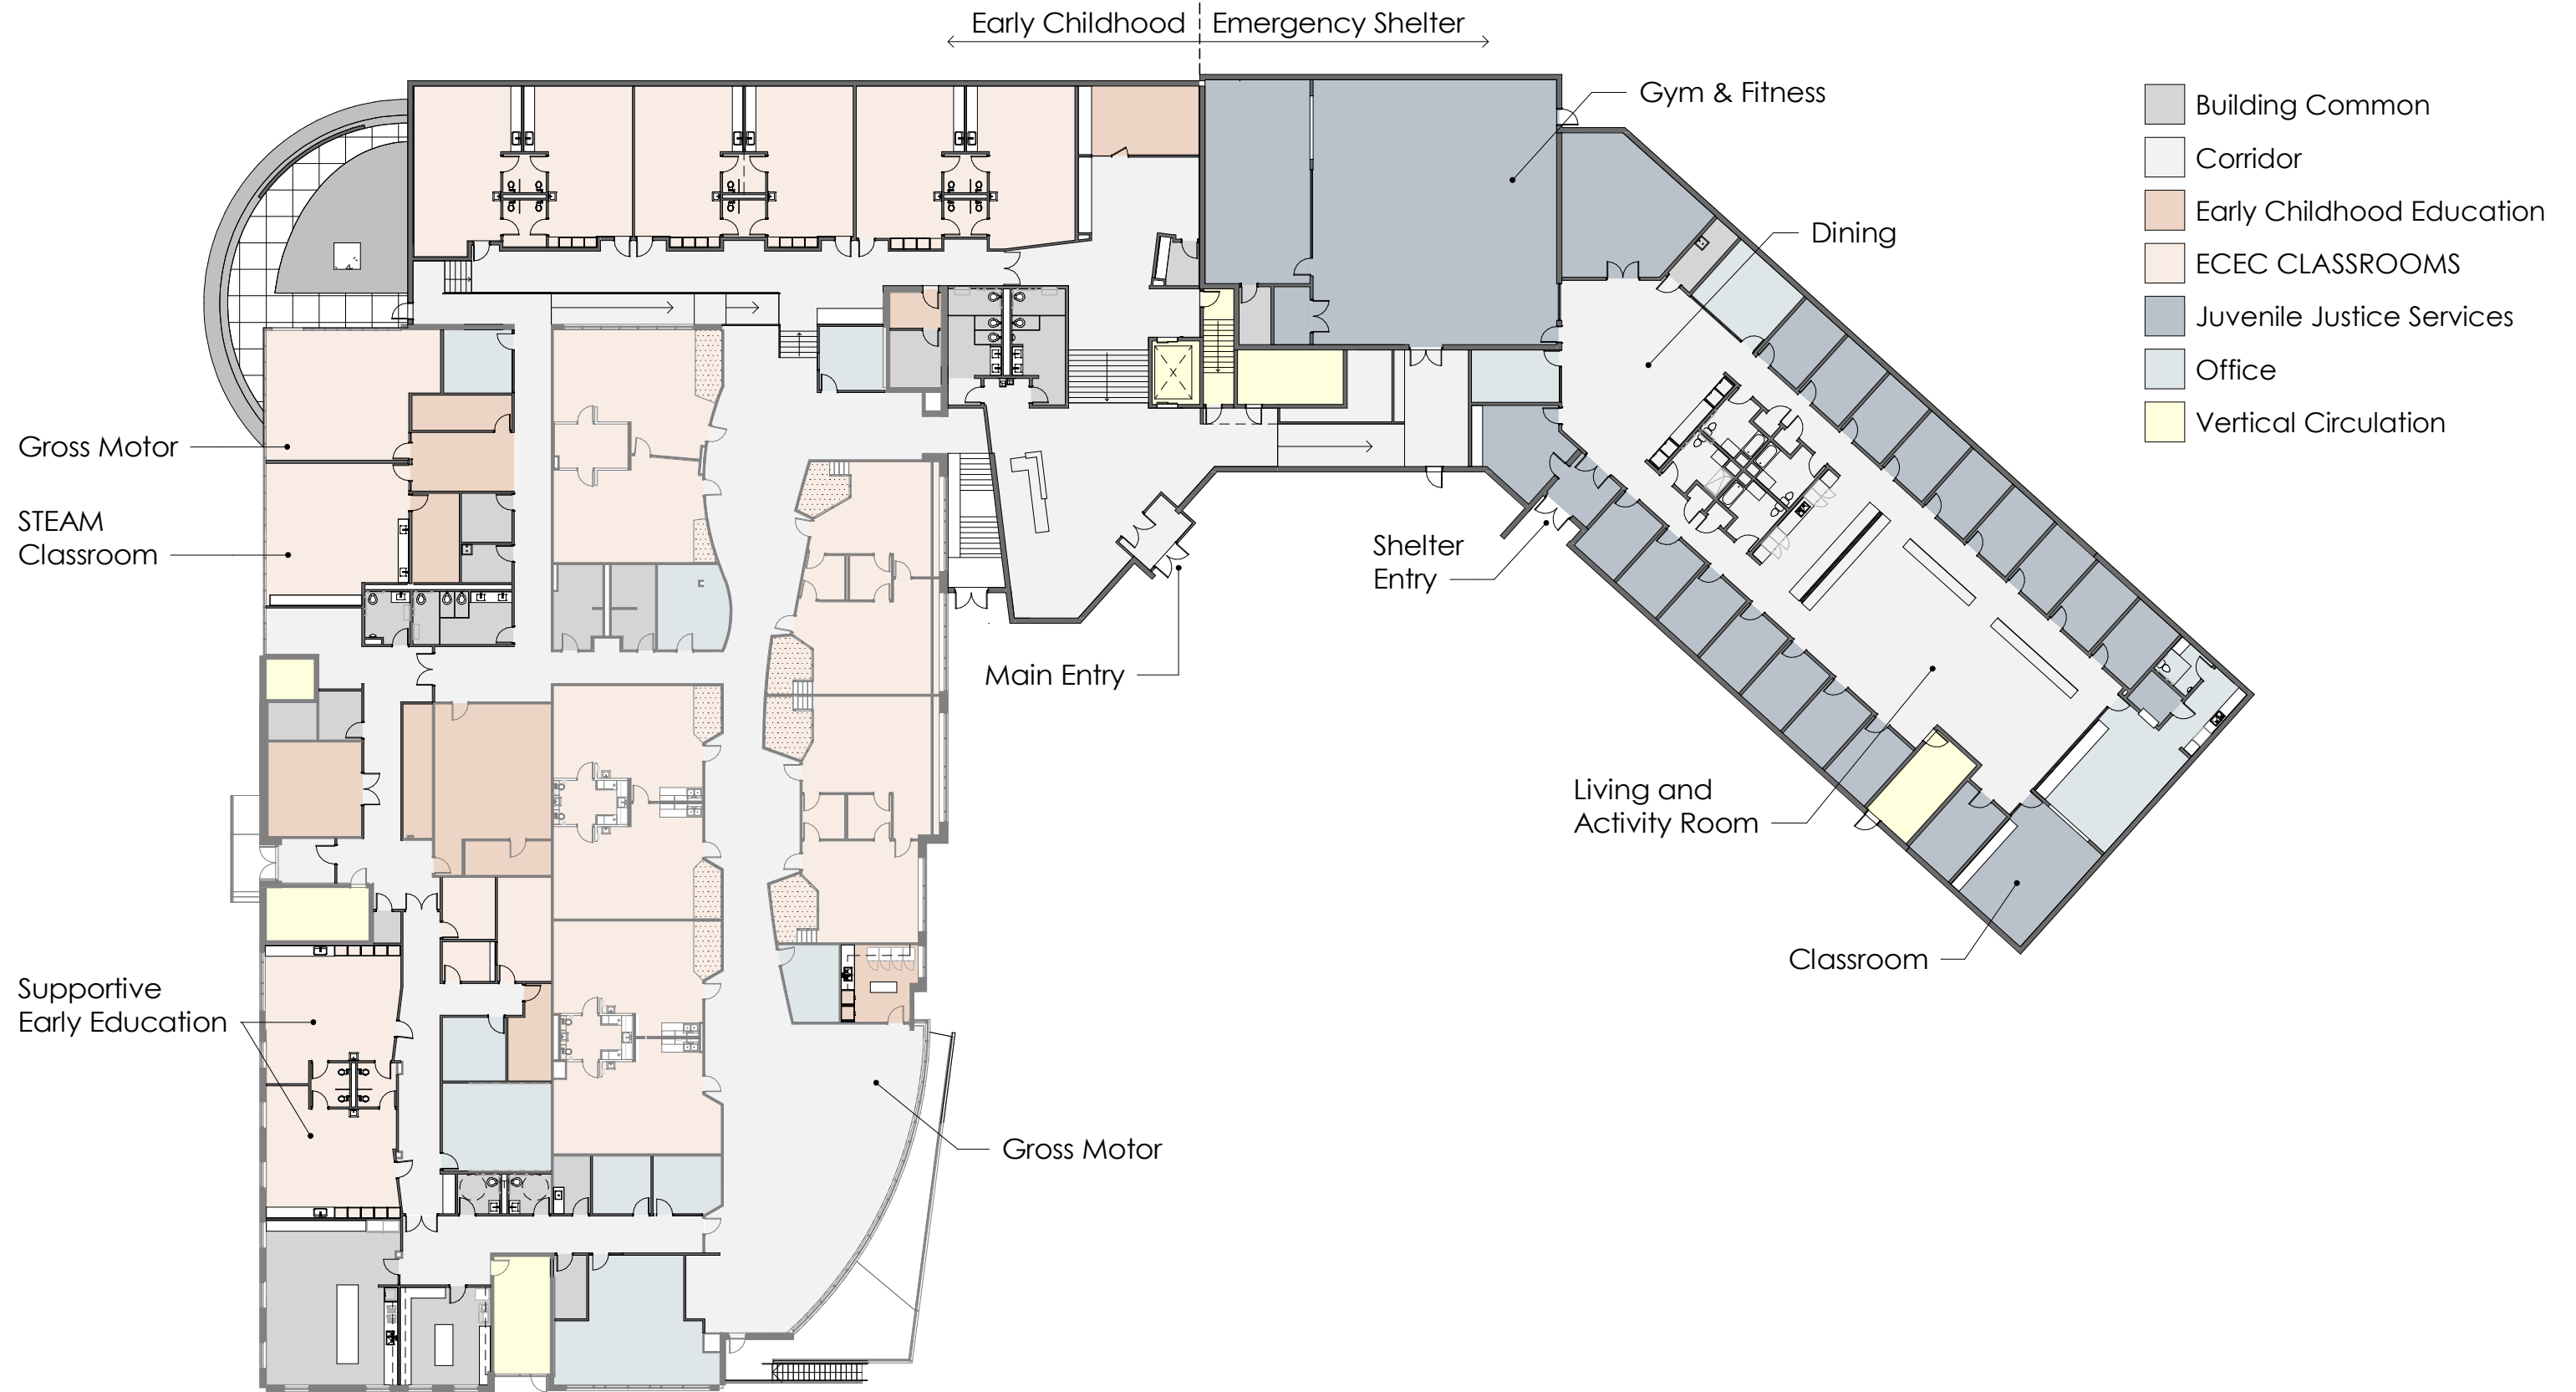 Early Childhood
Emergency Shelter
Gym & Fitness
Dining
Building Common
Corridor
Early Childhood Education
ECEC CLASSROOMS
Juvenile Justice Services
Office
Vertical Circulation
Gross Motor
STEAM
Classroom
Shelter
Entry
Main Entry
Living and
Activity Room
Classroom
Supportive
Early Education
Gross Motor